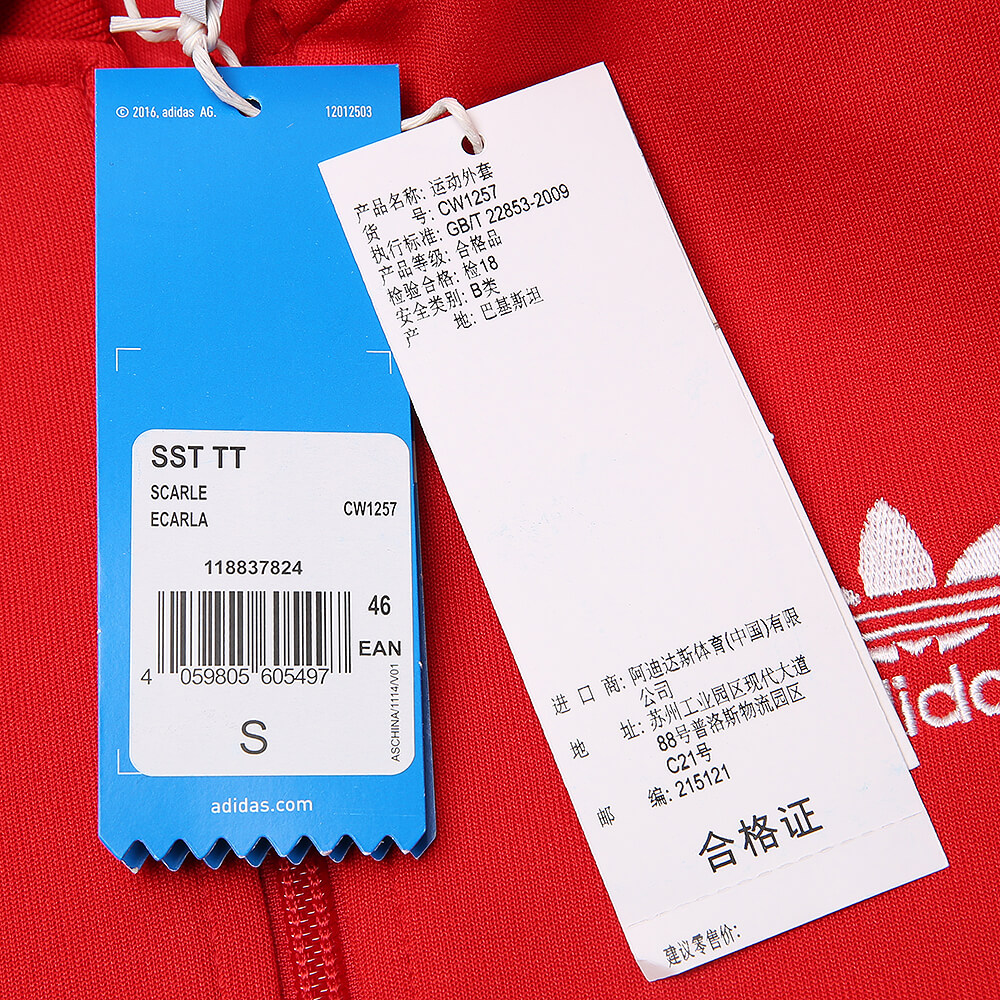 © 2016, adidas AG.
12012503
SST TT
SCARLE
ECARLA
CW1257
118837824
46
EAN
4 059805 605497
ASCHINA/1114/V01
S
adidas.com
产品名称: 运动外套
货 号: CW1257
执行标准: GB/T 22853-2009
产品等级: 合格品
检验合格: 检18
安全类别: B类
产 地: 巴基斯坦
进 口 商: 阿迪达斯体育(中国)有限
公司
地 址: 苏州工业园区现代大道
88号普洛斯物流园区
C21号
邮 编: 215121
合格证
建议零售价:
adidas